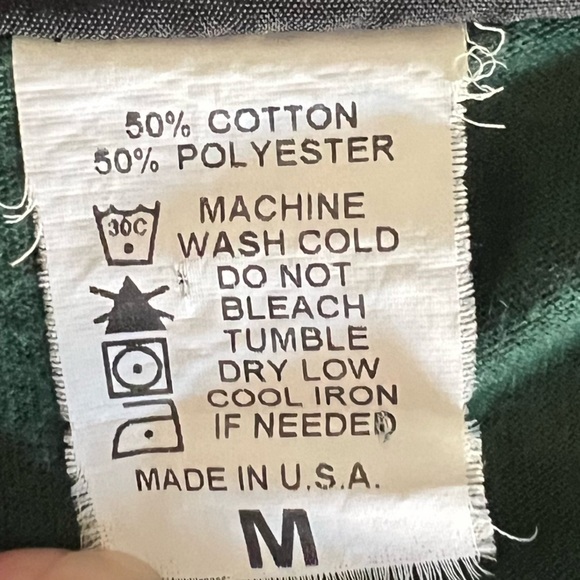 50% COTTON
50% POLYESTER
MACHINE
30C
WASH COLD
DO NOT
BLEACH
TUMBLE
DRY LOW
COOL IRON
IF NEEDED
MADE IN U.S.A.
M